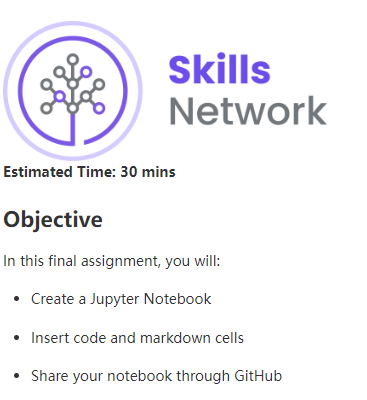 Skills
Network
Estimated Time: 30 mins
Objective
In this final assignment, you will:
• Create a Jupyter Notebook
• Insert code and markdown cells
• Share your notebook through GitHub